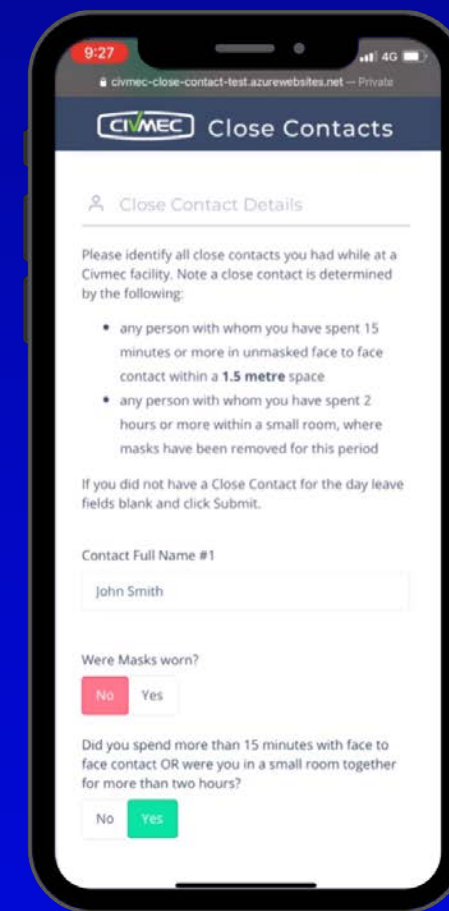 9:27
4G
civmec-close-contact-test.azurewebsites.net — Private
CIVMEC Close Contacts
Close Contact Details
Please identify all close contacts you had while at a
Civmec facility. Note a close contact is determined
by the following:
• any person with whom you have spent 15
minutes or more in unmasked face to face
contact within a 1.5 metre space
• any person with whom you have spent 2
hours or more within a small room, where
masks have been removed for this period
If you did not have a Close Contact for the day leave
fields blank and click Submit.
Contact Full Name #1
John Smith
Were Masks worn?
No Yes
Did you spend more than 15 minutes with face to
face contact OR were you in a small room together
for more than two hours?
No Yes